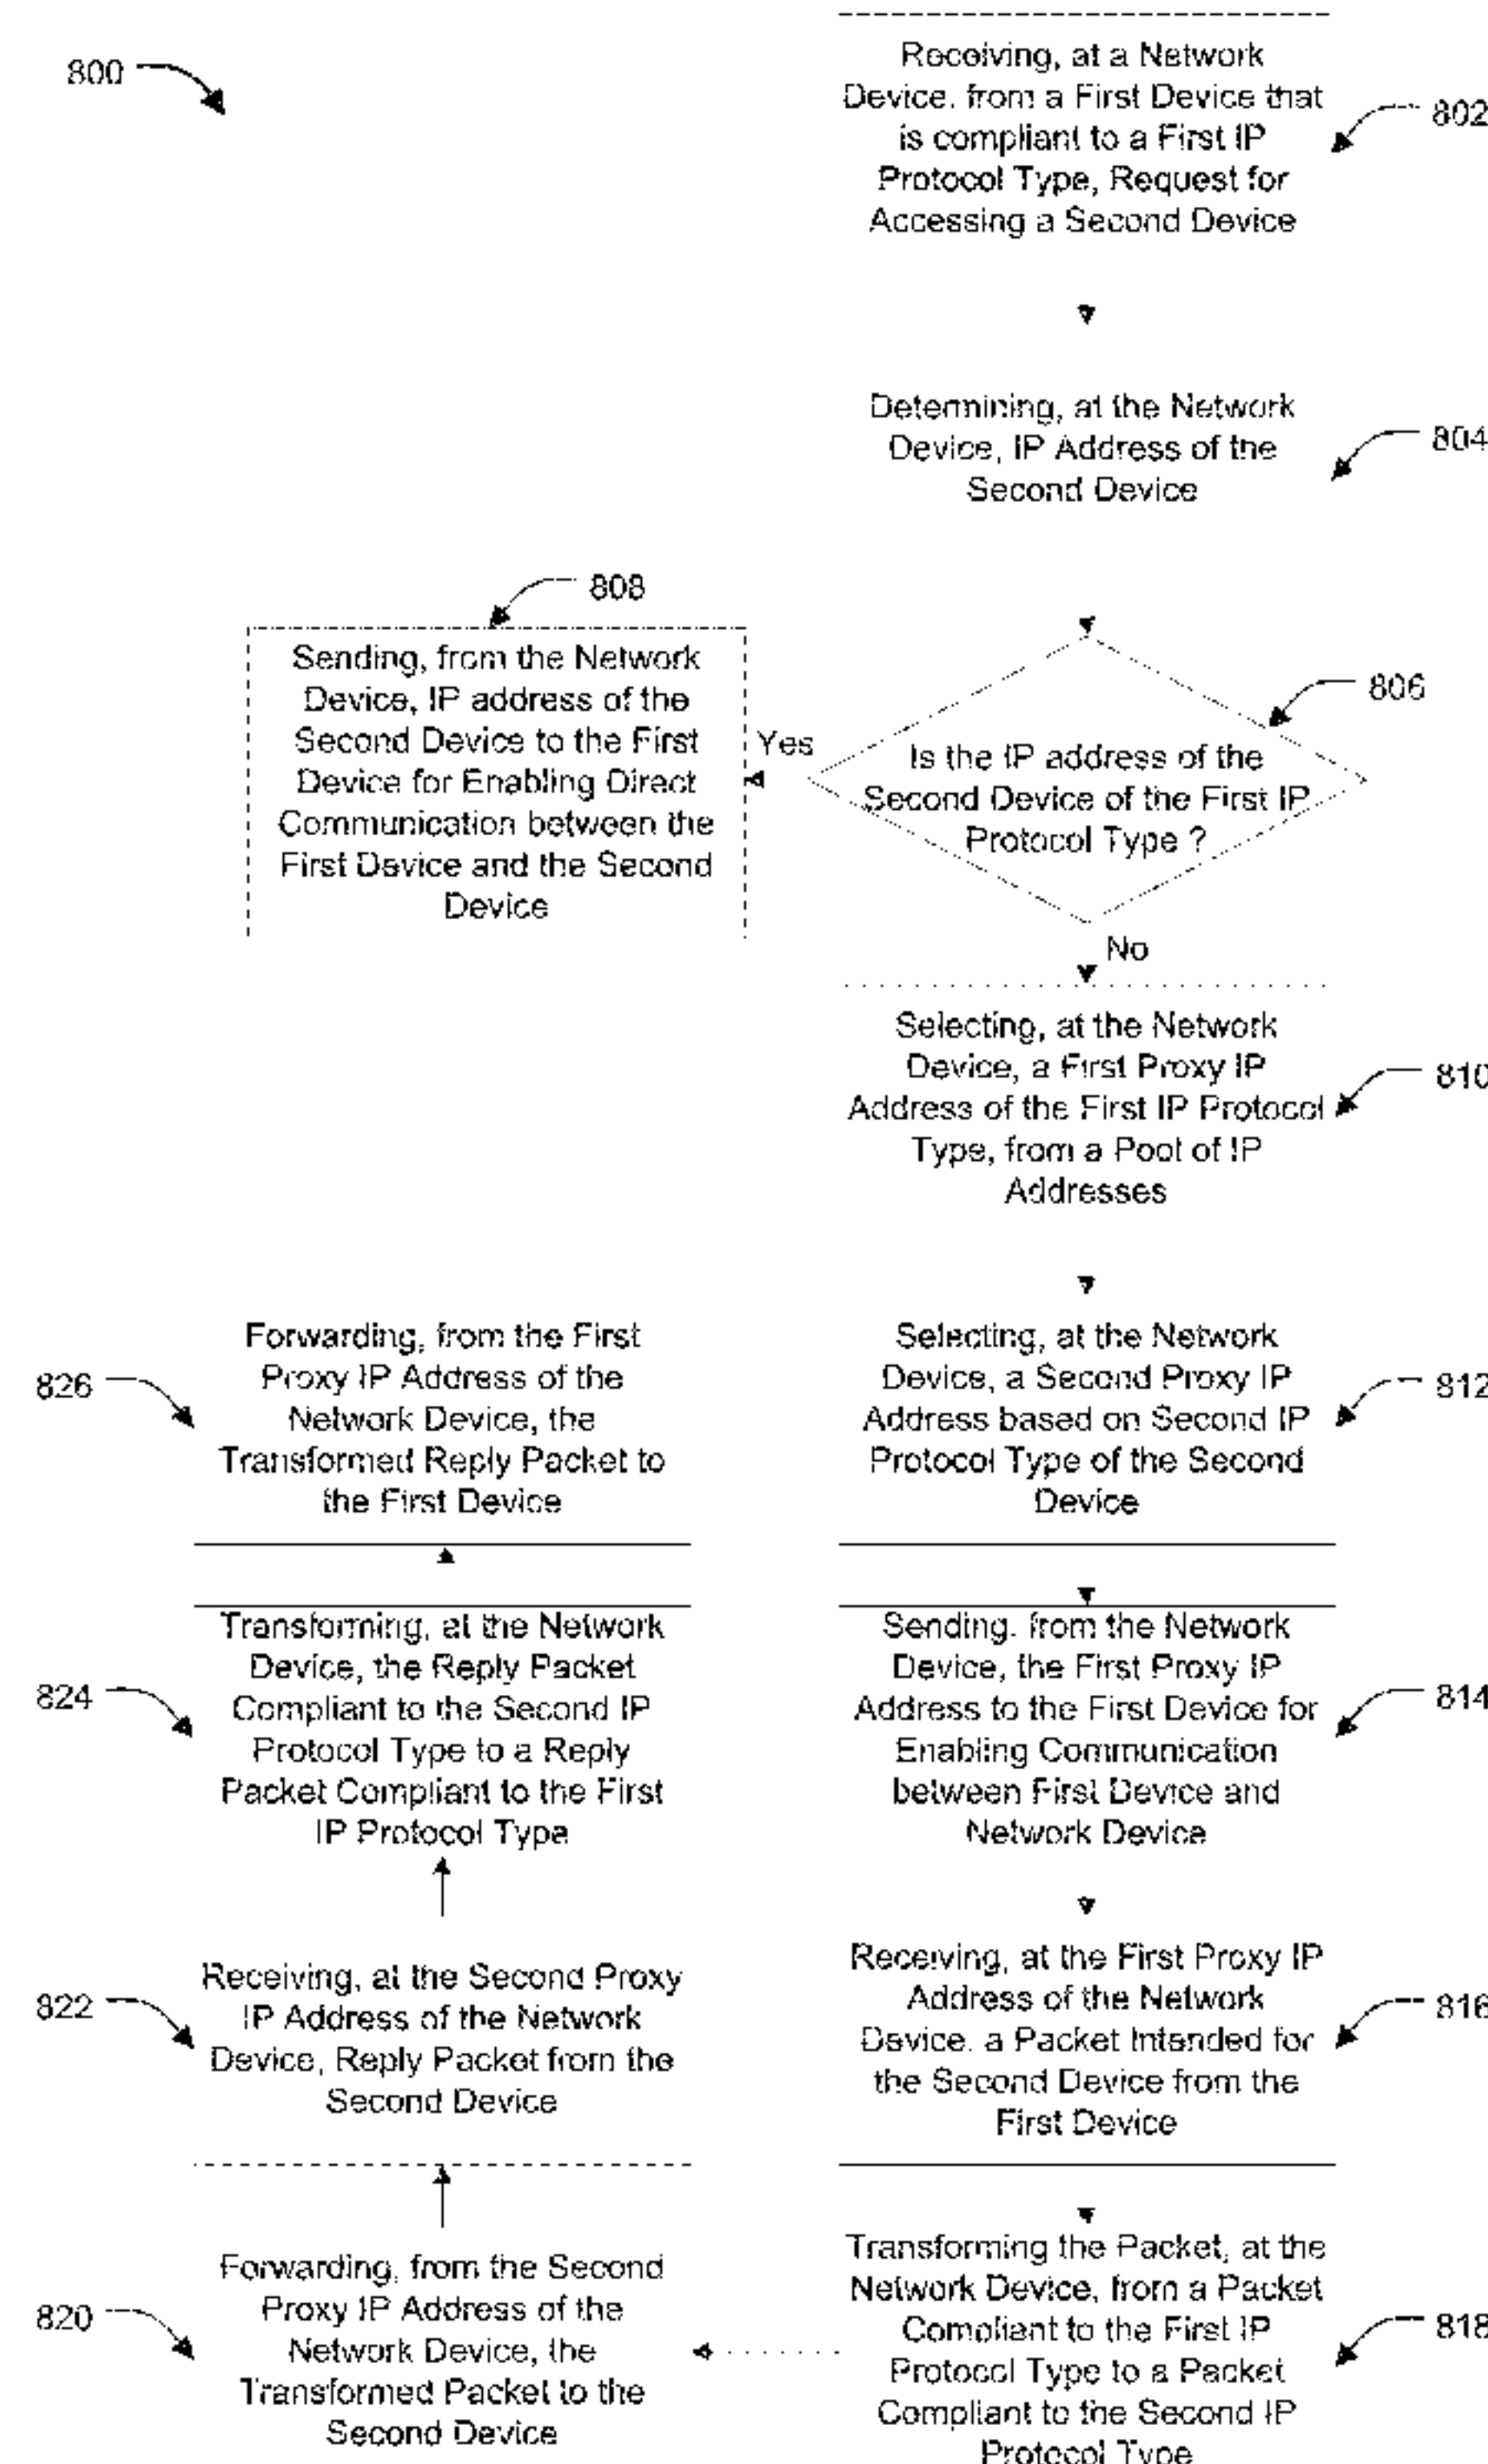 800
Receiving, at a Network
Device, from a First Device that
is compliant to a First IP
Protocol Type, Request for
Accessing a Second Device
802
Determining, at the Network
Device, IP Address of the
Second Device
804
808
Sending, from the Network
Device, IP address of the
Second Device to the First
Device for Enabling Direct
Communication between the
First Device and the Second
Device
Yes
806
Is the IP address of the
Second Device of the First IP
Protocol Type ?
No
Selecting, at the Network
Device, a First Proxy IP
Address of the First IP Protocol
Type, from a Pool of IP
Addresses
810
Selecting, at the Network
Device, a Second Proxy IP
Address based on Second IP
Protocol Type of the Second
Device
812
Sending, from the Network
Device, the First Proxy IP
Address to the First Device for
Enabling Communication
between First Device and
Network Device
814
Receiving, at the First Proxy IP
Address of the Network
Device, a Packet Intended for
the Second Device from the
First Device
816
Transforming the Packet, at the
Network Device, from a Packet
Compliant to the First IP
Protocol Type to a Packet
Compliant to the Second IP
Protocol Type
818
820
Forwarding, from the Second
Proxy IP Address of the
Network Device, the
Transformed Packet to the
Second Device
822
Receiving, at the Second Proxy
IP Address of the Network
Device, Reply Packet from the
Second Device
824
Transforming, at the Network
Device, the Reply Packet
Compliant to the Second IP
Protocol Type to a Reply
Packet Compliant to the First
IP Protocol Type
826
Forwarding, from the First
Proxy IP Address of the
Network Device, the
Transformed Reply Packet to
the First Device